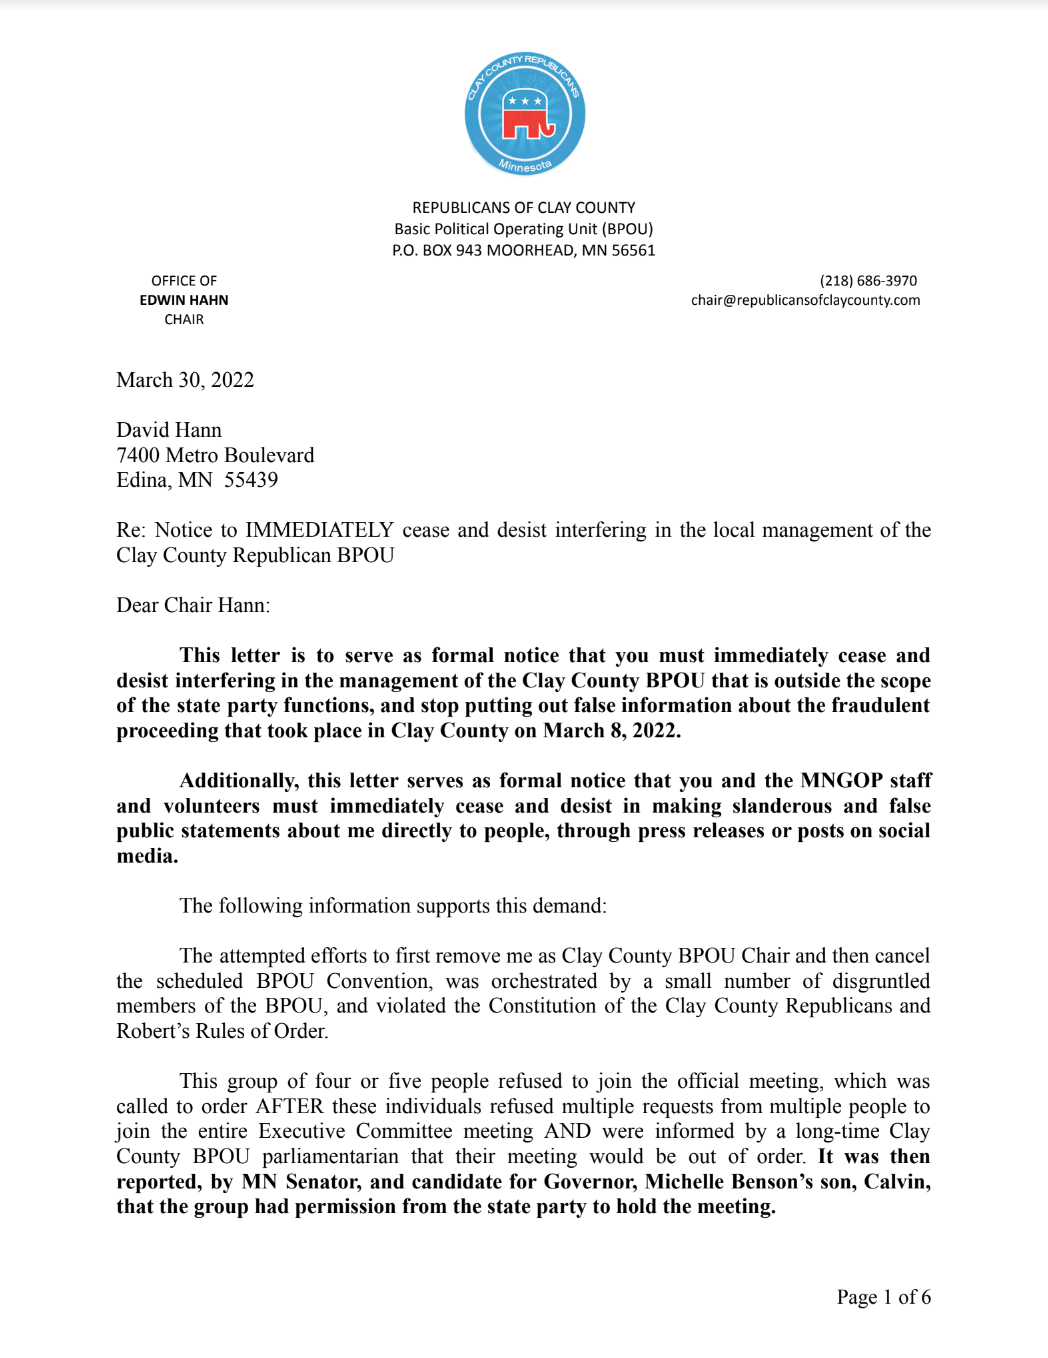 CLAY COUNTY REPUBLICANS
Minnesota
REPUBLICANS OF CLAY COUNTY
Basic Political Operating Unit (BPOU)
P.O. BOX 943 MOORHEAD, MN 56561
OFFICE OF
EDWIN HAHN
CHAIR
(218) 686-3970
chair@republicansofclaycounty.com
March 30, 2022
David Hann
7400 Metro Boulevard
Edina, MN  55439
Re: Notice to IMMEDIATELY cease and desist interfering in the local management of the
Clay County Republican BPOU
Dear Chair Hann:
This letter is to serve as formal notice that you must immediately cease and
desist interfering in the management of the Clay County BPOU that is outside the scope
of the state party functions, and stop putting out false information about the fraudulent
proceeding that took place in Clay County on March 8, 2022.
Additionally, this letter serves as formal notice that you and the MNGOP staff
and volunteers must immediately cease and desist in making slanderous and false
public statements about me directly to people, through press releases or posts on social
media.
The following information supports this demand:
The attempted efforts to first remove me as Clay County BPOU Chair and then cancel
the scheduled BPOU Convention, was orchestrated by a small number of disgruntled
members of the BPOU, and violated the Constitution of the Clay County Republicans and
Robert’s Rules of Order.
This group of four or five people refused to join the official meeting, which was
called to order AFTER these individuals refused multiple requests from multiple people to
join the entire Executive Committee meeting AND were informed by a long-time Clay
County BPOU parliamentarian that their meeting would be out of order. It was then
reported, by MN Senator, and candidate for Governor, Michelle Benson’s son, Calvin,
that the group had permission from the state party to hold the meeting.
Page 1 of 6